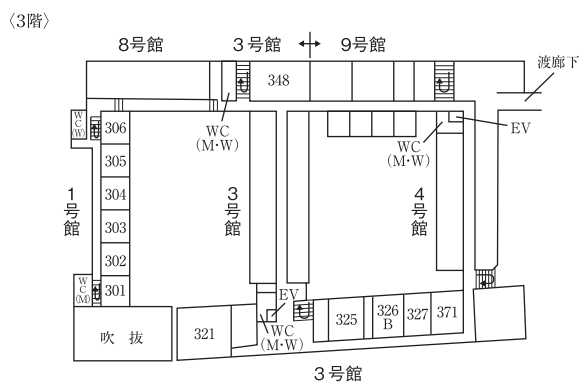 〈3階〉
8号館
3号館
9号館
渡廊下
348
WC
(M・W)
WC
(M・W)
EV
WC
(W)
306
305
304
303
302
301
1号館
3号館
4号館
WC
(M)
吹 抜
321
EV
WC
(M・W)
325
326
B
327
371
3号館